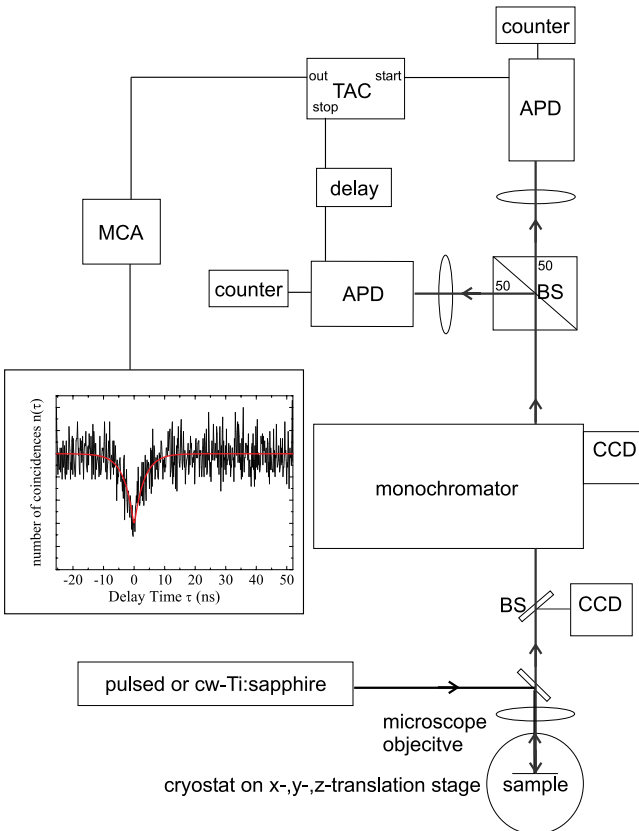 counter
out
start
TAC
stop
APD
delay
MCA
50
50
BS
counter
APD
number of coincidences n(τ)
-20 -10 0 10 20 30 40 50
Delay Time τ (ns)
CCD
monochromator
BS
CCD
pulsed or cw-Ti:sapphire
microscope
objecitve
cryostat on x-,y-,z-translation stage
sample